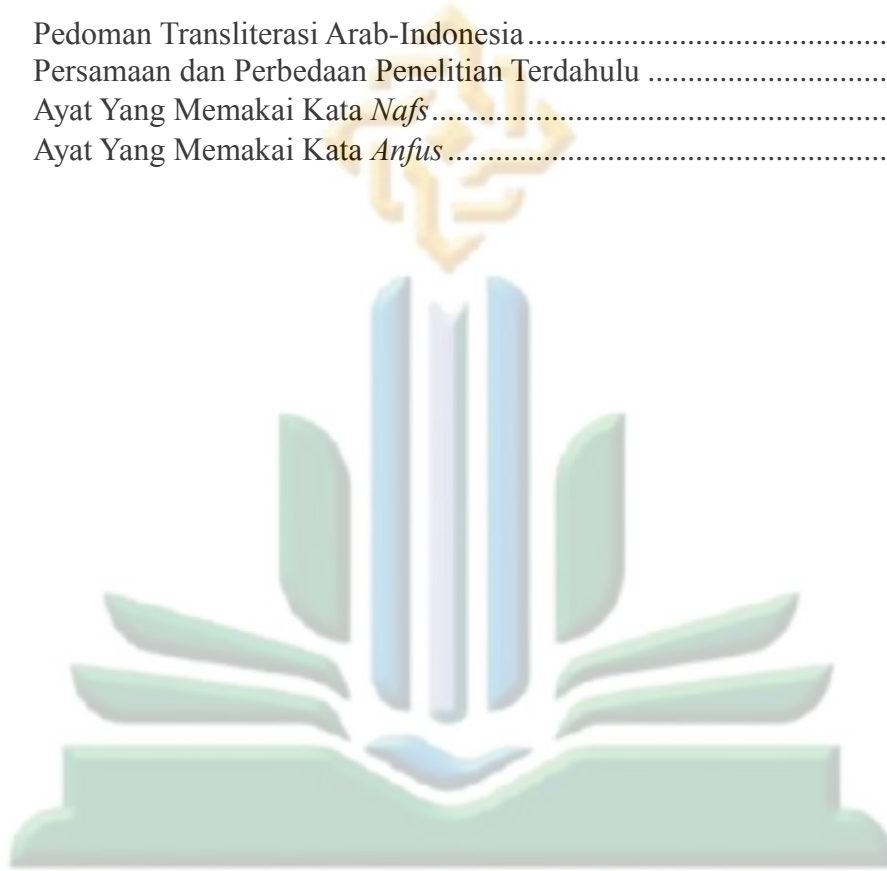 Pedoman Transliterasi Arab-Indonesia.........................................
Persamaan dan Perbedaan Penelitian Terdahulu ..............................
Ayat Yang Memakai Kata Nafs.........................................................
Ayat Yang Memakai Kata Anfus.......................................................